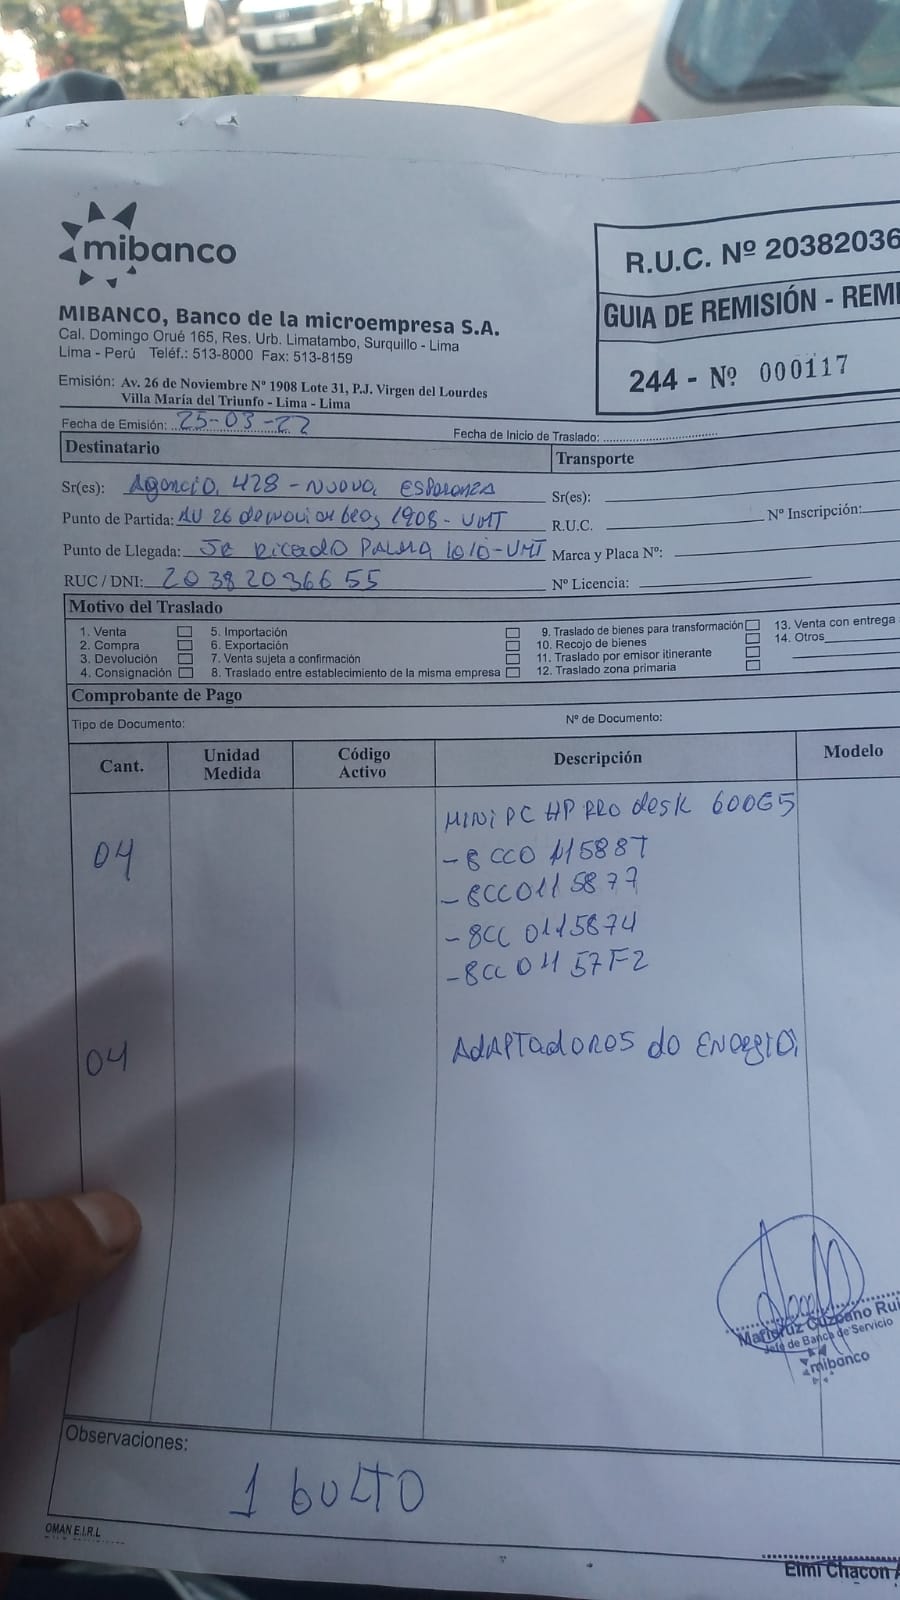 mibanco
R.U.C. Nº 20382036
GUIA DE REMISIÓN - REMI
244 - Nº 000117
MIBANCO, Banco de la microempresa S.A.
Cal. Domingo Orué 165, Res. Urb. Limatambo, Surquillo - Lima
Lima - Perú Teléf.: 513-8000 Fax: 513-8159
Emisión: Av. 26 de Noviembre Nº 1908 Lote 31, P.J. Virgen del Lourdes
Villa María del Triunfo - Lima - Lima
Fecha de Emisión: 25-03-22
Fecha de Inicio de Traslado:
Destinatario
Transporte
Sr(es): Agencia 428 - Nueva Esperanza
Sr(es):
Punto de Partida: AV 26 de noviembre 1908 - VMT
R.U.C.
Nº Inscripción:
Punto de Llegada: JR Ricardo PALMA 1010-VMT
Marca y Placa Nº:
RUC / DNI: 20382036655
Nº Licencia:
Motivo del Traslado
1. Venta
2. Compra
3. Devolución
4. Consignación
5. Importación
6. Exportación
7. Venta sujeta a confirmación
8. Traslado entre establecimiento de la misma empresa
9. Traslado de bienes para transformación
10. Recojo de bienes
11. Traslado por emisor itinerante
12. Traslado zona primaria
13. Venta con entrega
14. Otros
Comprobante de Pago
Tipo de Documento:
Nº de Documento:
Cant.
Unidad Medida
Código Activo
Descripción
Modelo
04
MINI PC HP PRO desk 600G5
- 8CC011588T
- 8CC0115877
- 8CC0115874
- 8CC01157F2
04
AdAPTadORES de ENERGIA
Maricruz Cuzcano Rui
Jefe de Banca de Servicio
mibanco
Observaciones:
1 bULTO
OMAN E.I.R.L
Elmi Chacon A